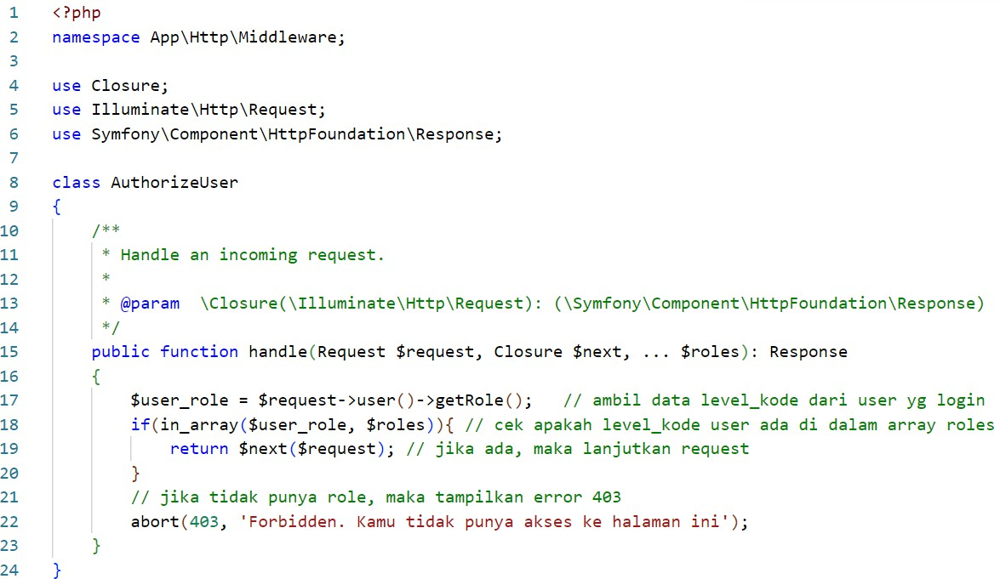 1 <?php
2 namespace App\Http\Middleware;
3
4 use Closure;
5 use Illuminate\Http\Request;
6 use Symfony\Component\HttpFoundation\Response;
7
8 class AuthorizeUser
9 {
10     /**
11      * Handle an incoming request.
12      *
13      * @param  \Closure(\Illuminate\Http\Request): (\Symfony\Component\HttpFoundation\Response)
14      */
15     public function handle(Request $request, Closure $next, ... $roles): Response
16     {
17         $user_role = $request->user()->getRole();   // ambil data level_kode dari user yg login
18         if(in_array($user_role, $roles)){ // cek apakah level_kode user ada di dalam array roles
19             return $next($request); // jika ada, maka lanjutkan request
20         }
21         // jika tidak punya role, maka tampilkan error 403
22         abort(403, 'Forbidden. Kamu tidak punya akses ke halaman ini');
23     }
24 }